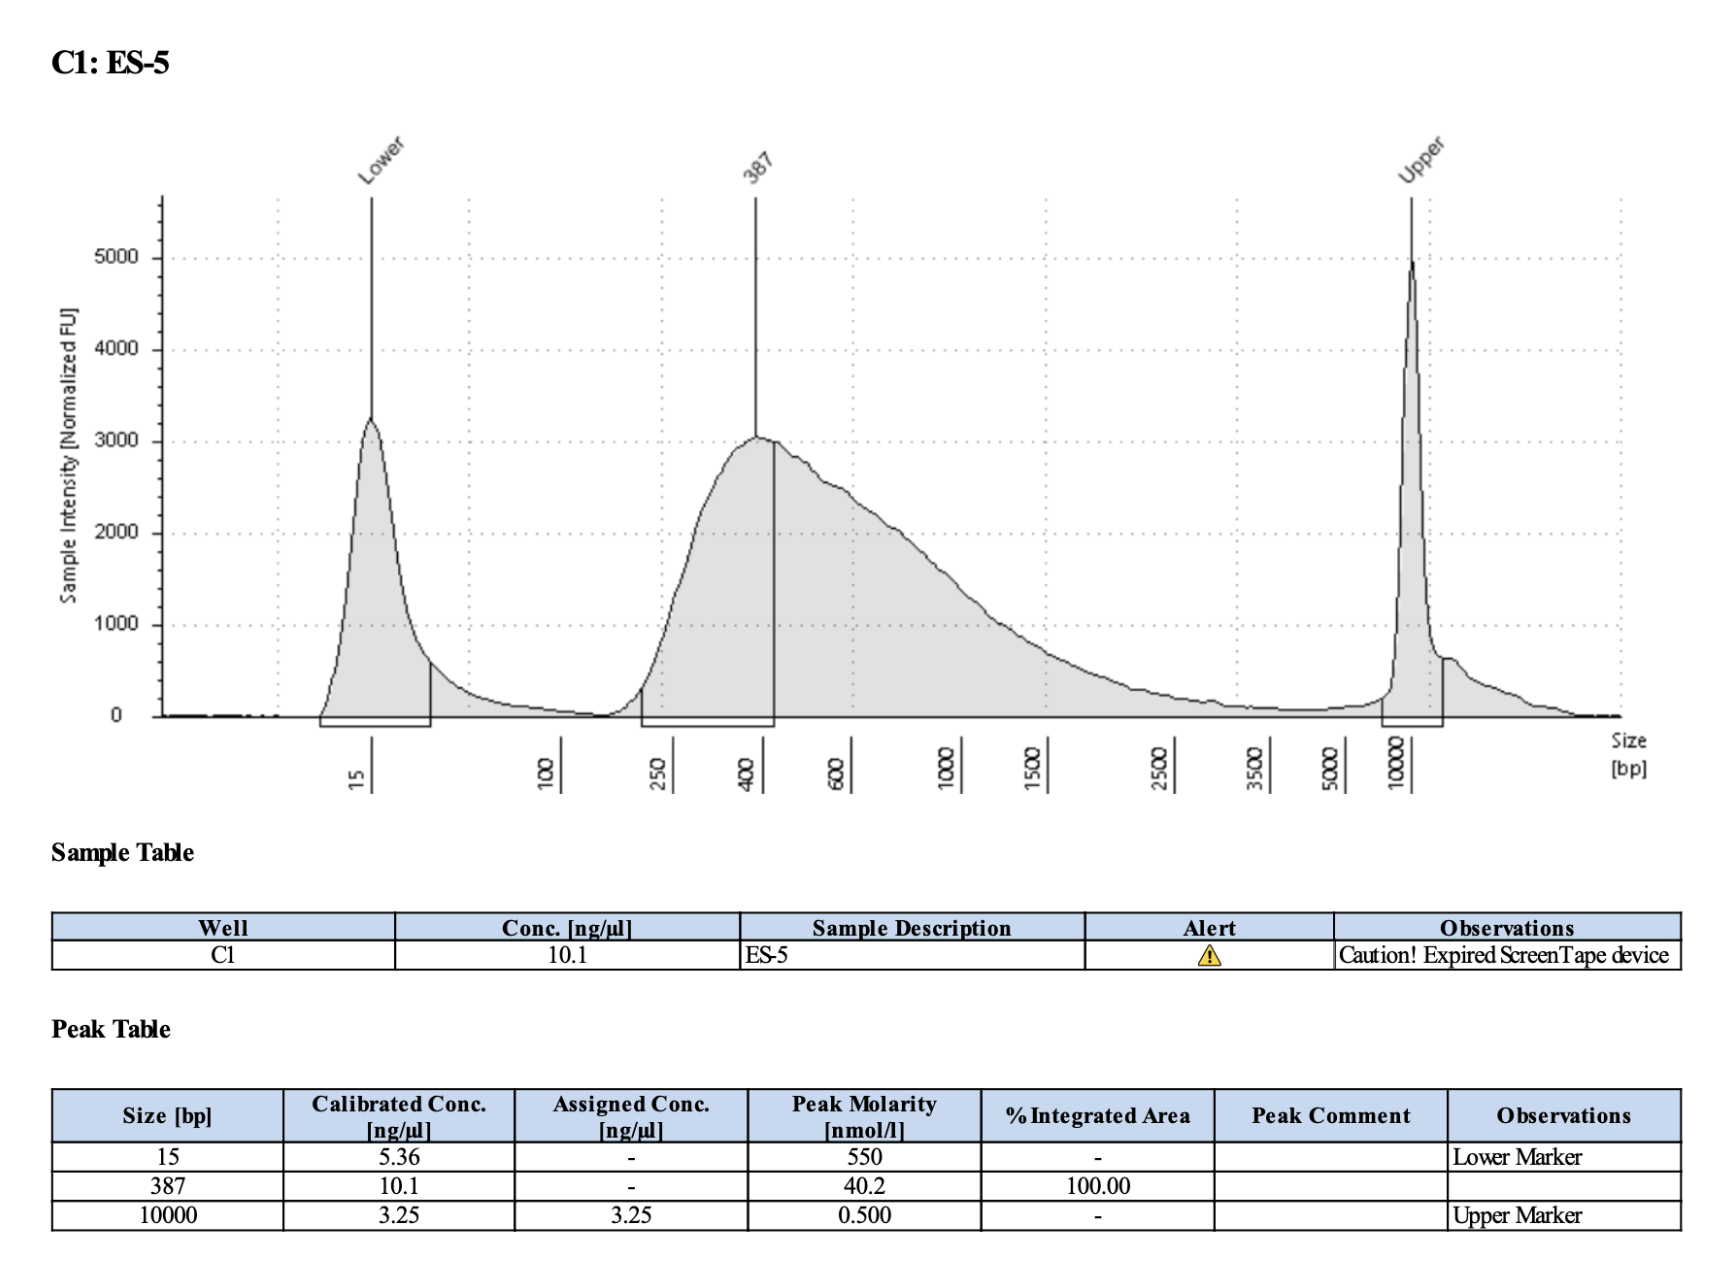 C1: ES-5
Lower
387
Upper
Sample Intensity [Normalized FU]
5000
4000
3000
2000
1000
0
15
100
250
400
600
1000
1500
2500
3500
5000
10000
Size
[bp]
Sample Table
Well Conc. [ng/µl] Sample Description Alert Observations
C1 10.1 ES-5 Caution! Expired ScreenTape device
Peak Table
Size [bp] Calibrated Conc. [ng/µl] Assigned Conc. [ng/µl] Peak Molarity [nmol/l] % Integrated Area Peak Comment Observations
15 5.36 - 550 - Lower Marker
387 10.1 - 40.2 100.00
10000 3.25 3.25 0.500 - Upper Marker